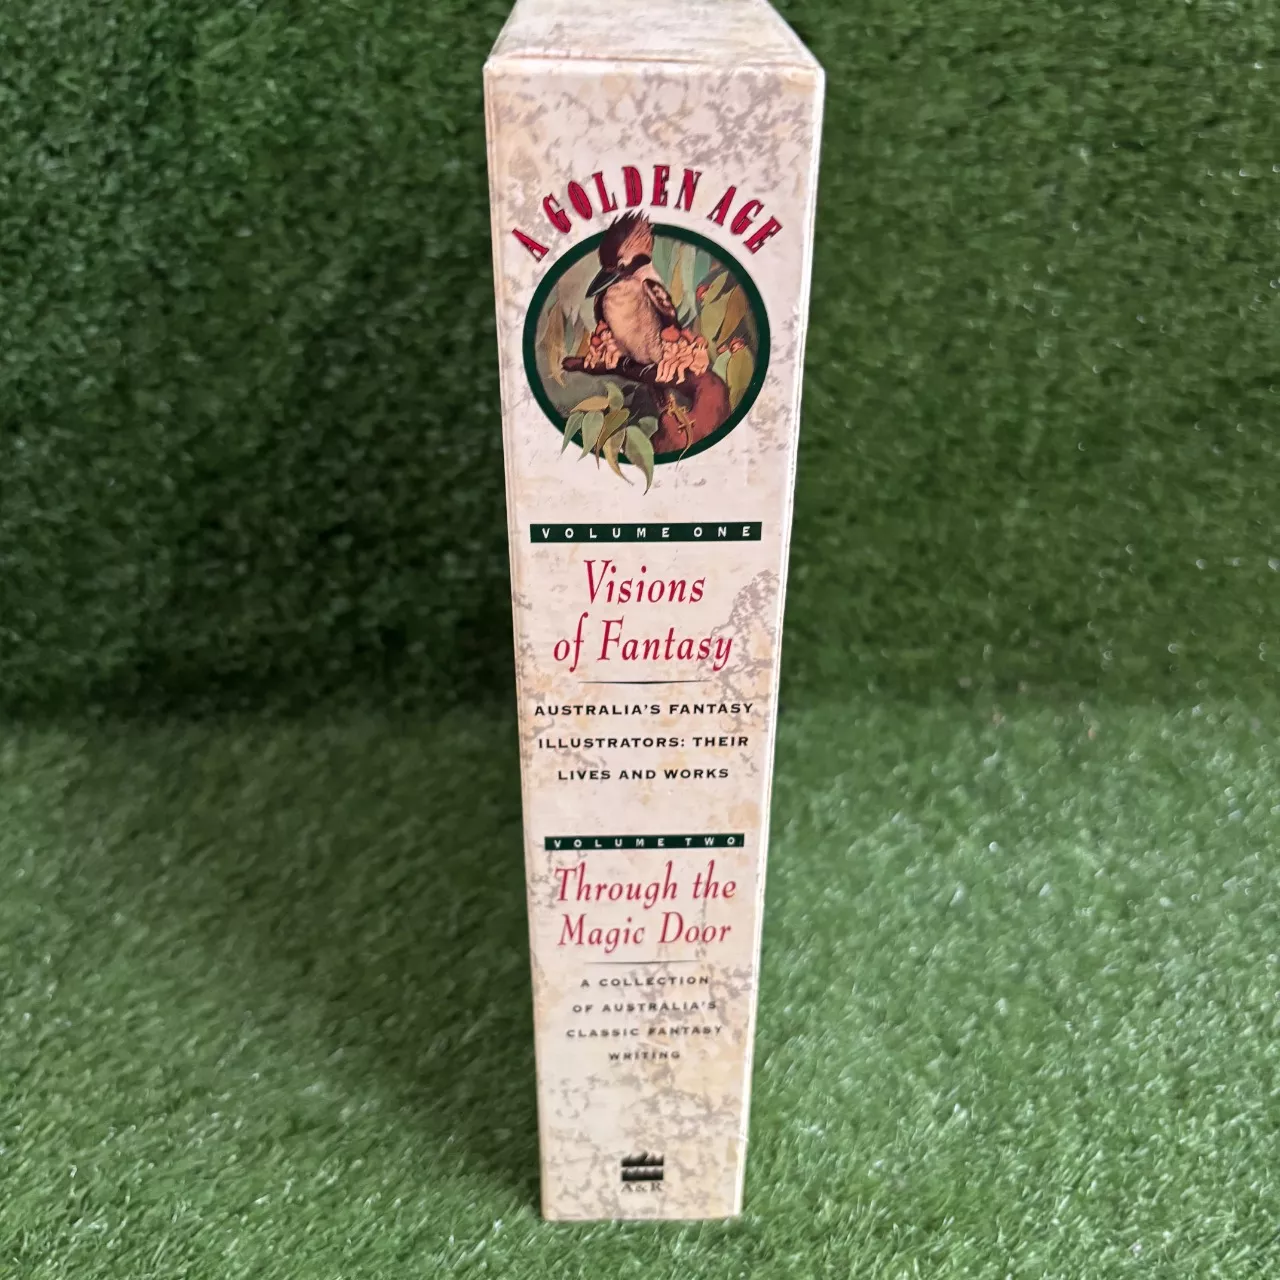 A GOLDEN AGE
VOLUME ONE
Visions
of Fantasy
AUSTRALIA'S FANTASY
ILLUSTRATORS: THEIR
LIVES AND WORKS
VOLUME TWO
Through the
Magic Door
A COLLECTION
OF AUSTRALIA'S
CLASSIC FANTASY
WRITING
A&R